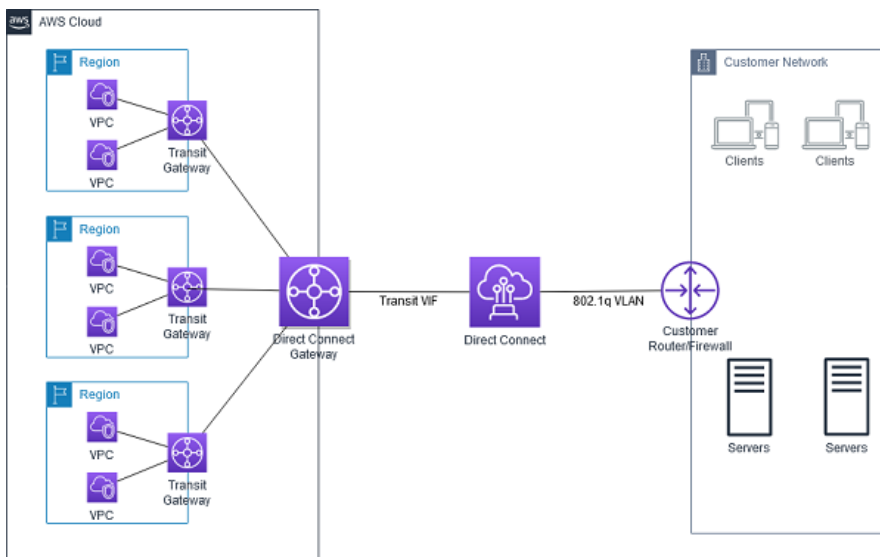 aws
AWS Cloud
Region
VPC
VPC
Transit
Gateway
Region
VPC
VPC
Transit
Gateway
Region
VPC
VPC
Transit
Gateway
Direct Connect
Gateway
Transit VIF
Direct Connect
802.1q VLAN
Customer
Router/Firewall
Customer Network
Clients
Clients
Servers
Servers